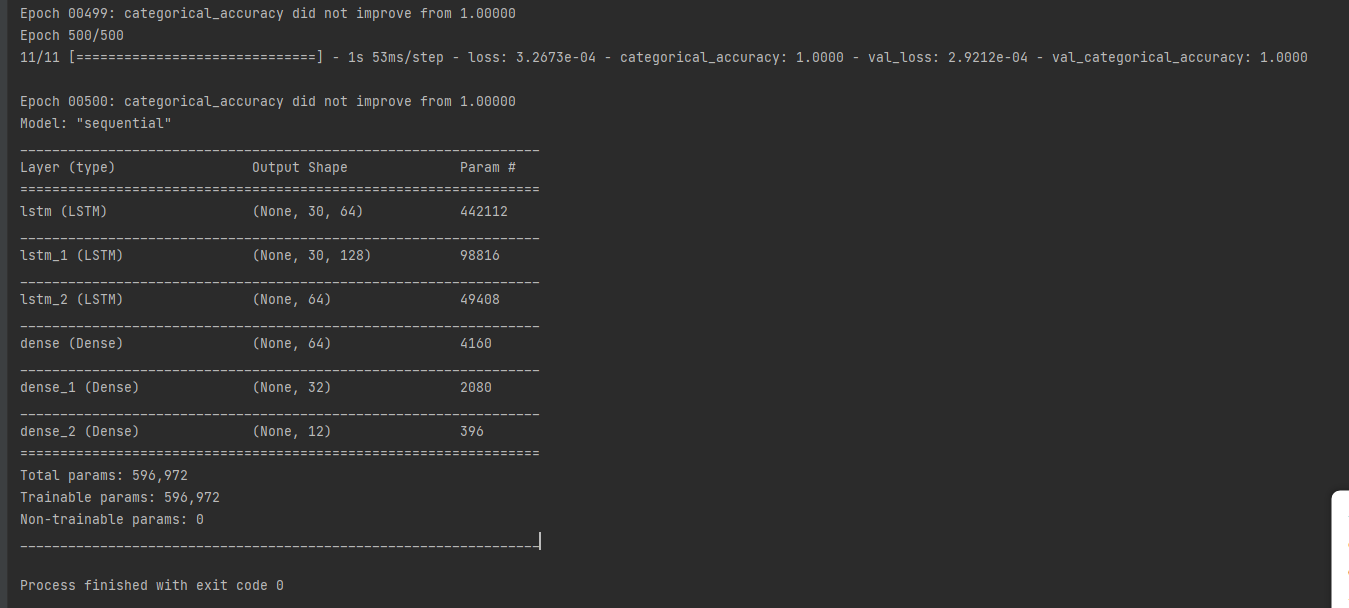 Epoch 00499: categorical_accuracy did not improve from 1.00000
Epoch 500/500
11/11 [==============================] - 1s 53ms/step - loss: 3.2673e-04 - categorical_accuracy: 1.0000 - val_loss: 2.9212e-04 - val_categorical_accuracy: 1.0000
Epoch 00500: categorical_accuracy did not improve from 1.00000
Model: "sequential"
_________________________________________________________________
Layer (type)                 Output Shape              Param #
=================================================================
lstm (LSTM)                  (None, 30, 64)            442112
_________________________________________________________________
lstm_1 (LSTM)                (None, 30, 128)           98816
_________________________________________________________________
lstm_2 (LSTM)                (None, 64)                49408
_________________________________________________________________
dense (Dense)                (None, 64)                4160
_________________________________________________________________
dense_1 (Dense)              (None, 32)                2080
_________________________________________________________________
dense_2 (Dense)              (None, 12)                396
=================================================================
Total params: 596,972
Trainable params: 596,972
Non-trainable params: 0
_________________________________________________________________
Process finished with exit code 0